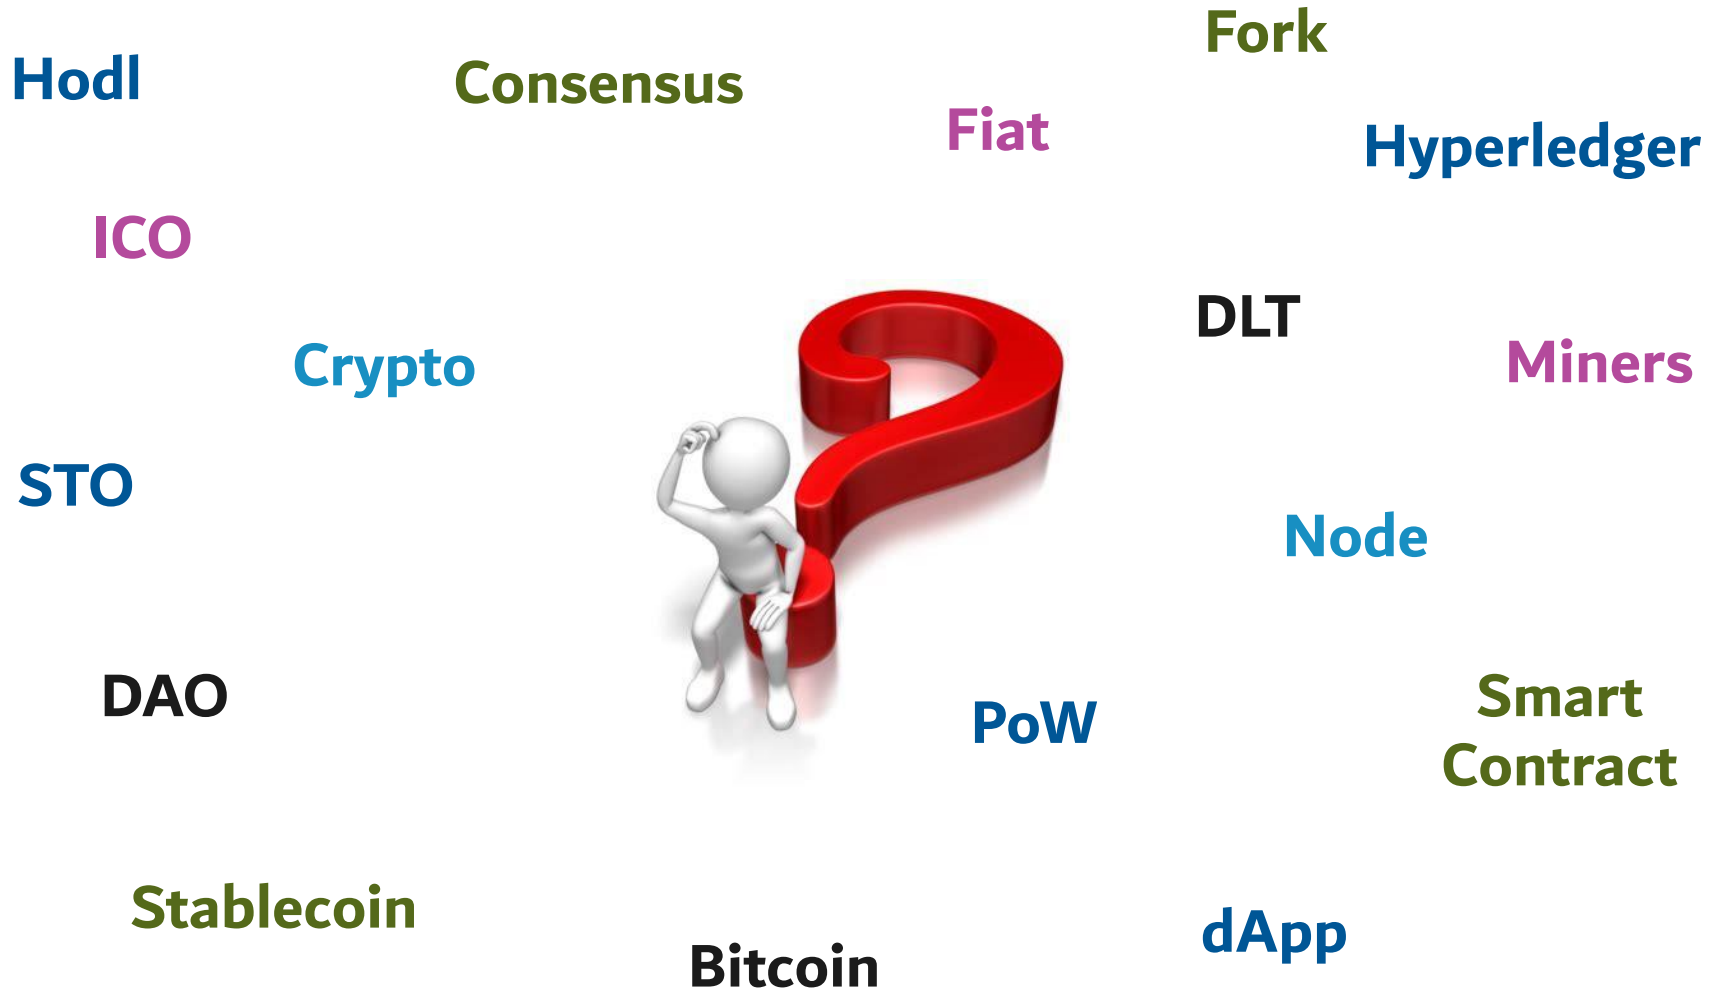 Fork
Hodl
Consensus
Fiat
Hyperledger
ICO
DLT
Crypto
Miners
STO
Node
DAO
PoW
Smart
Contract
Stablecoin
dApp
Bitcoin